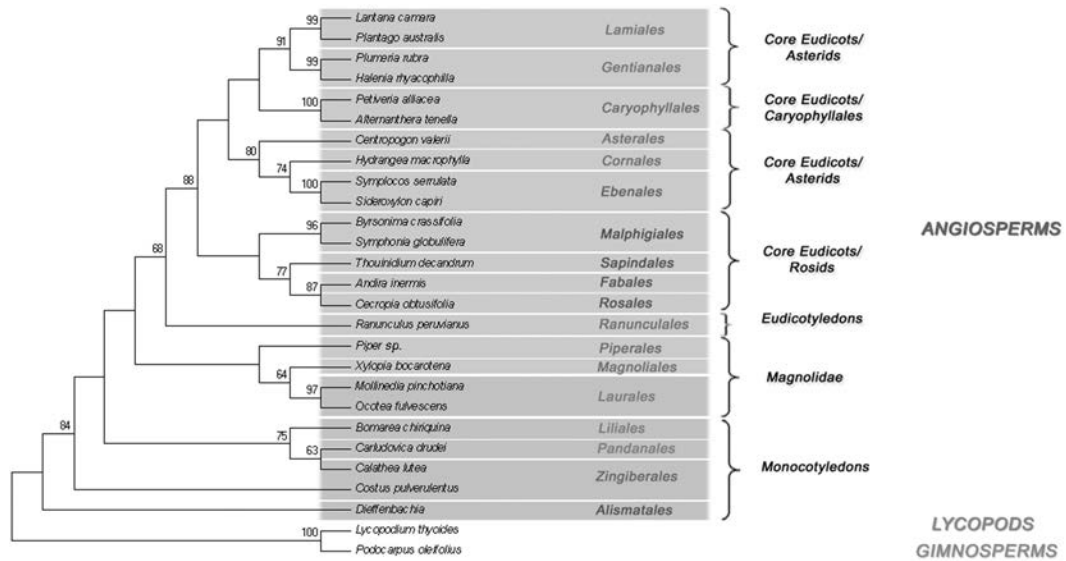 99 Lantana camara
Plantago australis
Lamiales
91
99 Plumeria rubra
Halenia rhyacophilla
Gentianales
Core Eudicots/
Asterids
100 Petiveria alliacea
Alternanthera tenella
Caryophyllales
Core Eudicots/
Caryophyllales
80 Centropogon valerii
Asterales
74 Hydrangea macrophylla
Cornales
100 Symplocos serrulata
Sideroxylon capiri
Ebenales
Core Eudicots/
Asterids
88
96 Byrsonima crassifolia
Symphonia globulifera
Malphigiales
77 Thouinidium decandrum
Sapindales
87 Andira inermis
Fabales
Cecropia obtusifolia
Rosales
Core Eudicots/
Rosids
ANGIOSPERMS
68
Ranunculus peruvianus
Ranunculales
Eudicotyledons
Piper sp.
Piperales
64 Xylopia bocarotena
Magnoliales
97 Mollinedia pinchotiana
Ocotea fulvescens
Laurales
Magnolidae
84
75 Bomarea chiriquina
Liliales
63 Carludovica drudei
Pandanales
Calathea lutea
Costus pulverulentus
Zingiberales
Dieffenbachia
Alismatales
Monocotyledons
100 Lycopodium thyoides
Podocarpus oleifolius
LYCOPODS
GIMNOSPERMS